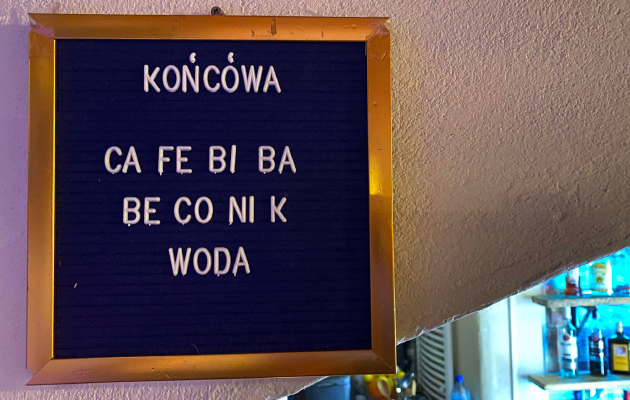 KOŃCÓWA
CA FE BI BA
BE CO NI K
WODA